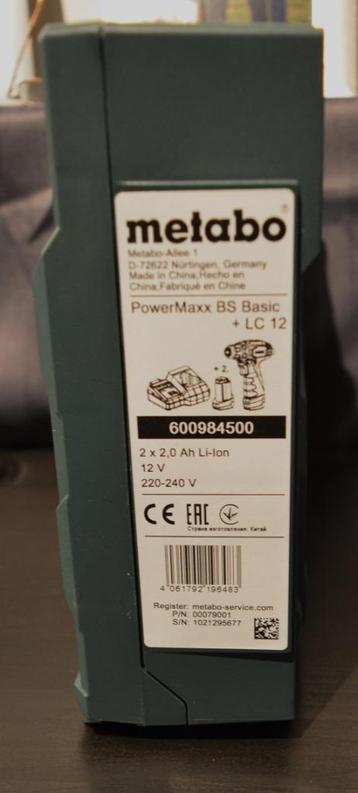 metabo®
Metabo-Allee 1
D-72622 Nürtingen, Germany
Made in China,Hecho en
China,Fabriqué en Chine
PowerMaxx BS Basic
+ LC 12
+ 2.
600984500
2 x 2,0 Ah Li-Ion
12 V
220-240 V
CE EAC
Страна изготовления: Китай
4 061792 196483
Register: metabo-service.com
P/N: 00079001
S/N: 1021295677